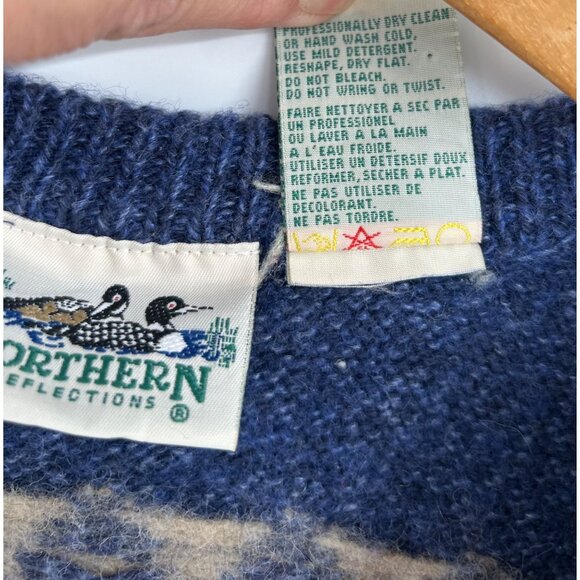 PROFESSIONALLY DRY CLEAN
OR HAND WASH COLD,
USE MILD DETERGENT.
RESHAPE, DRY FLAT.
DO NOT BLEACH.
DO NOT WRING OR TWIST.
FAIRE NETTOYER A SEC PAR
UN PROFESSIONEL
OU LAVER A LA MAIN
A L'EAU FROIDE.
UTILISER UN DETERSIF DOUX
REFORMER, SECHER A PLAT.
NE PAS UTILISER DE
DECOLORANT.
NE PAS TORDRE.
ORTHERN
EFLECTIONS ®